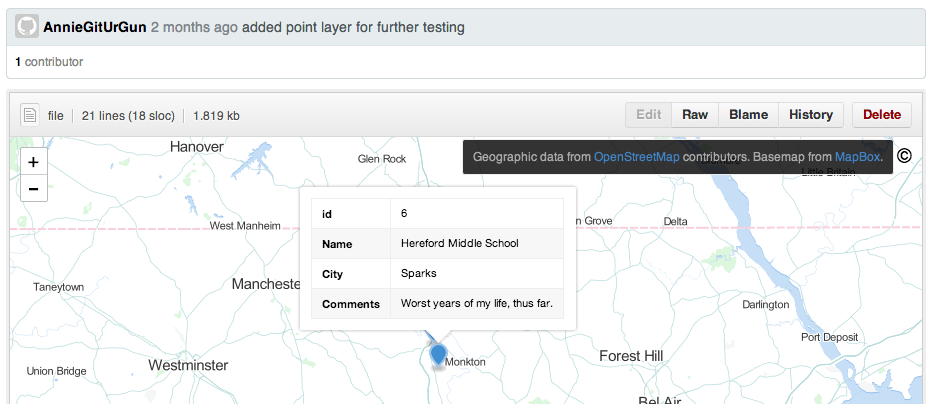 AnnieGitUrGun 2 months ago added point layer for further testing
1 contributor
file 21 lines (18 sloc) 1.819 kb Edit Raw Blame History Delete
+
−
Geographic data from OpenStreetMap contributors. Basemap from MapBox. ©
Hanover
Glen Rock
West Manheim
n Grove
Delta
id 6
Name Hereford Middle School
City Sparks
Comments Worst years of my life, thus far.
Taneytown
Manches
Darlington
Port Deposit
Monkton
Forest Hill
Westminster
Union Bridge
Bel Air